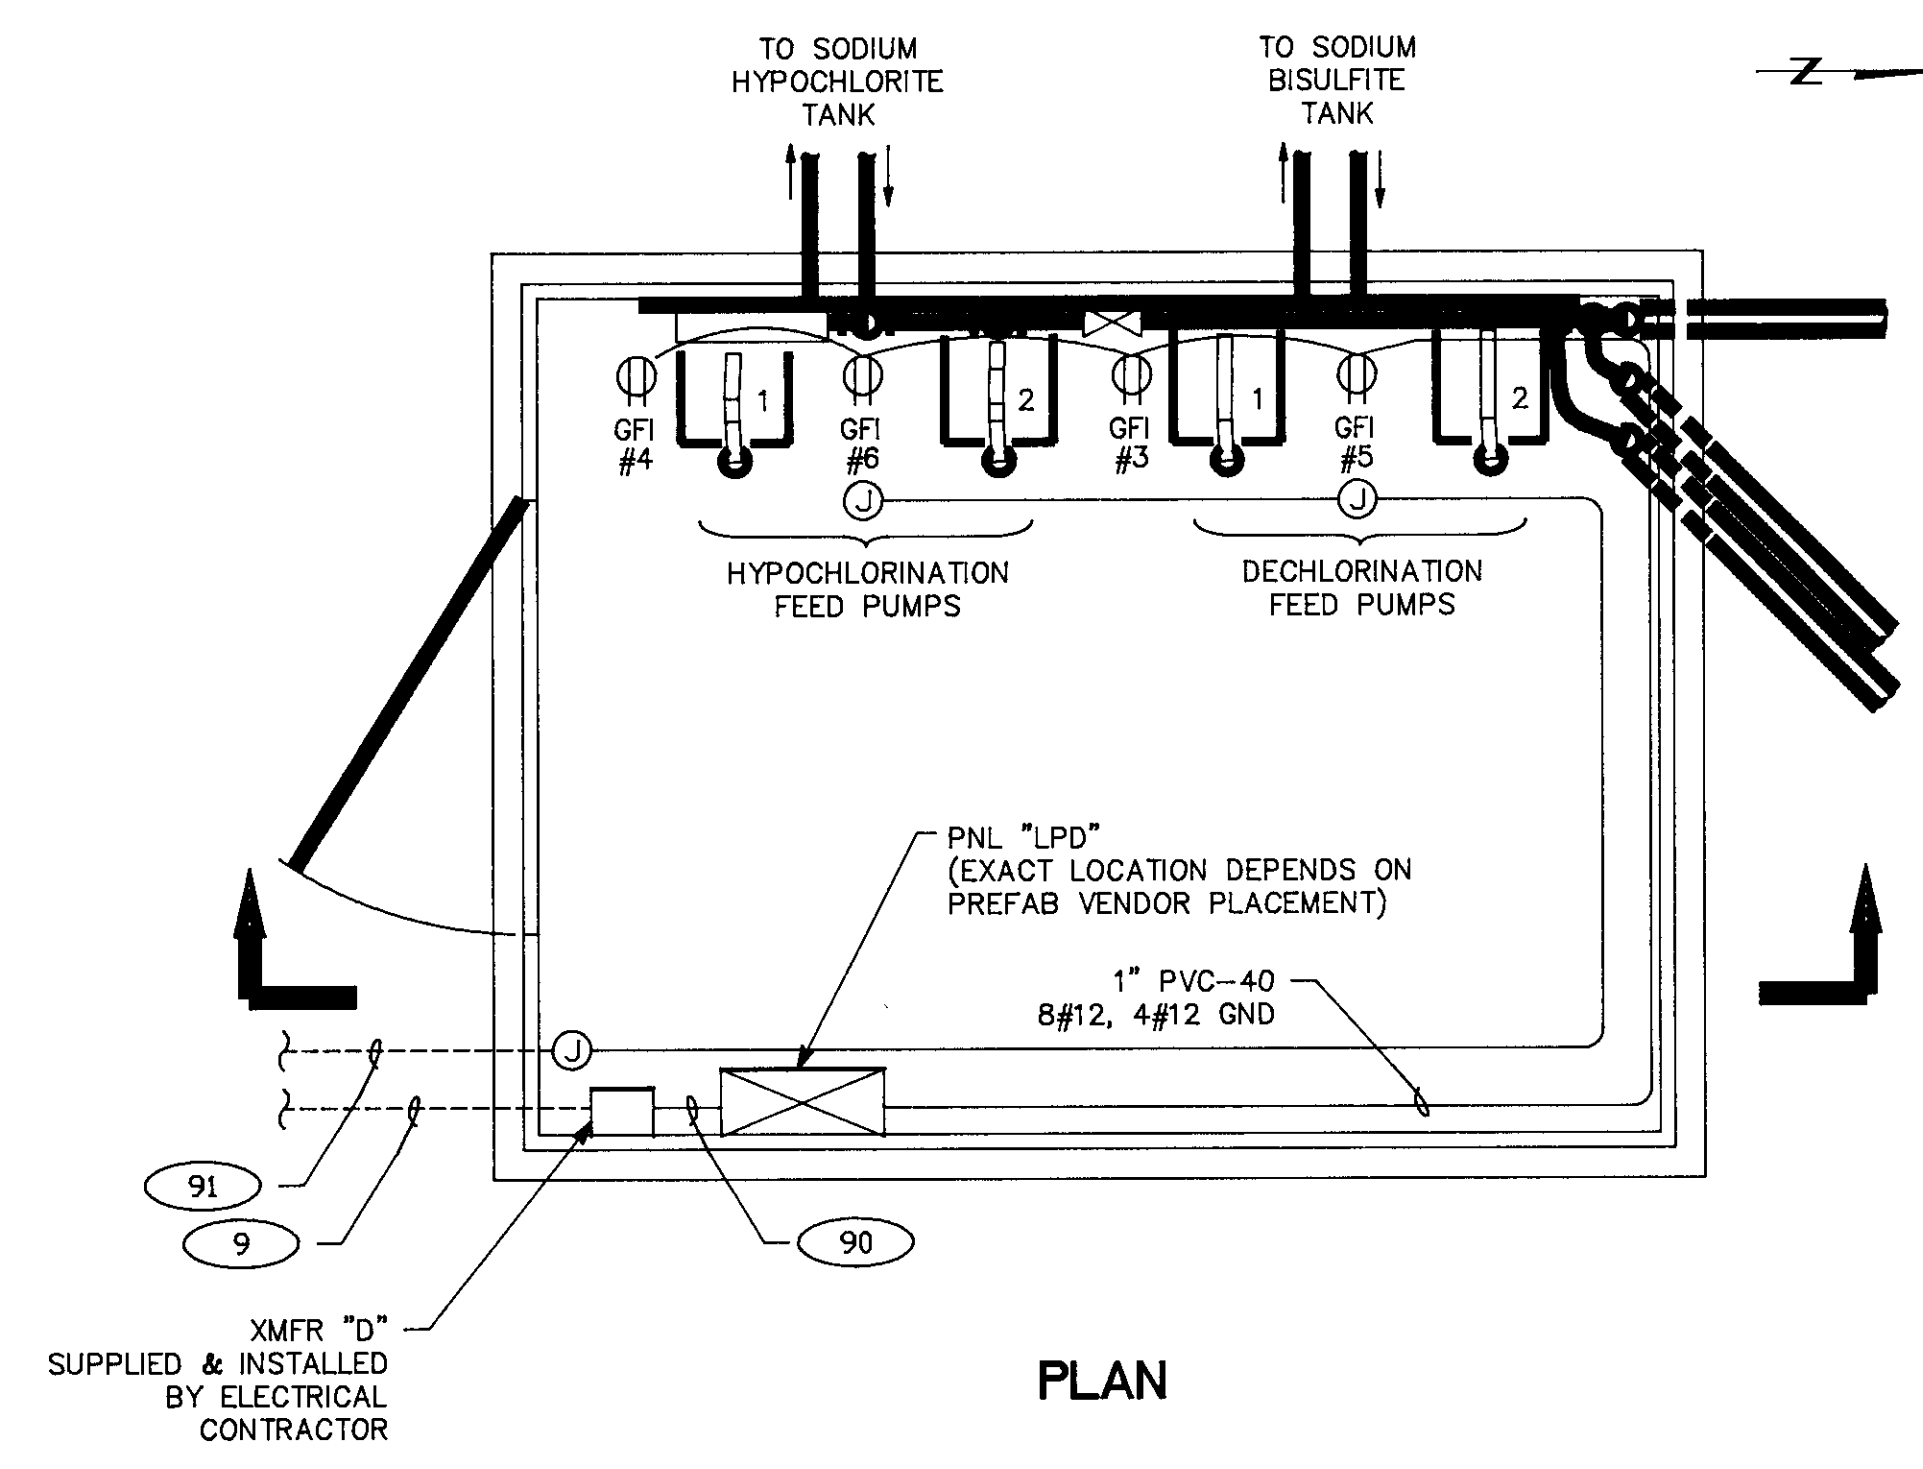 TO SODIUM
HYPOCHLORITE
TANK
TO SODIUM
BISULFITE
TANK
Z
1
2
1
2
GFI
#4
GFI
#6
GFI
#3
GFI
#5
J
J
HYPOCHLORINATION
FEED PUMPS
DECHLORINATION
FEED PUMPS
PNL "LPD"
(EXACT LOCATION DEPENDS ON
PREFAB VENDOR PLACEMENT)
1" PVC-40
8#12, 4#12 GND
J
91
9
90
XMFR "D"
SUPPLIED & INSTALLED
BY ELECTRICAL
CONTRACTOR
PLAN